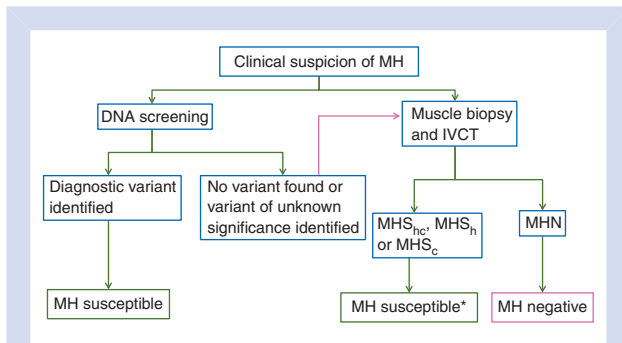 Clinical suspicion of MH
DNA screening
Muscle biopsy
and IVCT
Diagnostic variant
identified
No variant found or
variant of unknown
significance identified
MHShc, MHSh
or MHSc
MHN
MH susceptible
MH susceptible*
MH negative